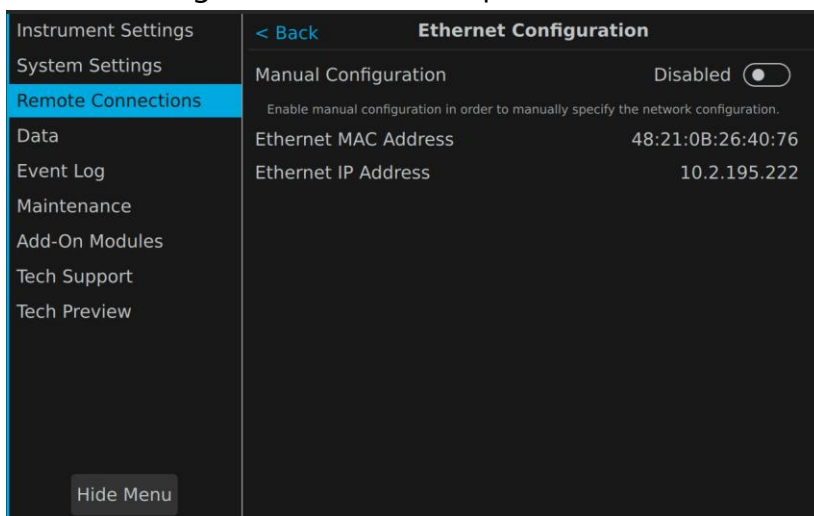 Instrument Settings
System Settings
Remote Connections
Data
Event Log
Maintenance
Add-On Modules
Tech Support
Tech Preview
Hide Menu
< Back
Ethernet Configuration
Manual Configuration
Disabled
Enable manual configuration in order to manually specify the network configuration.
Ethernet MAC Address
48:21:0B:26:40:76
Ethernet IP Address
10.2.195.222